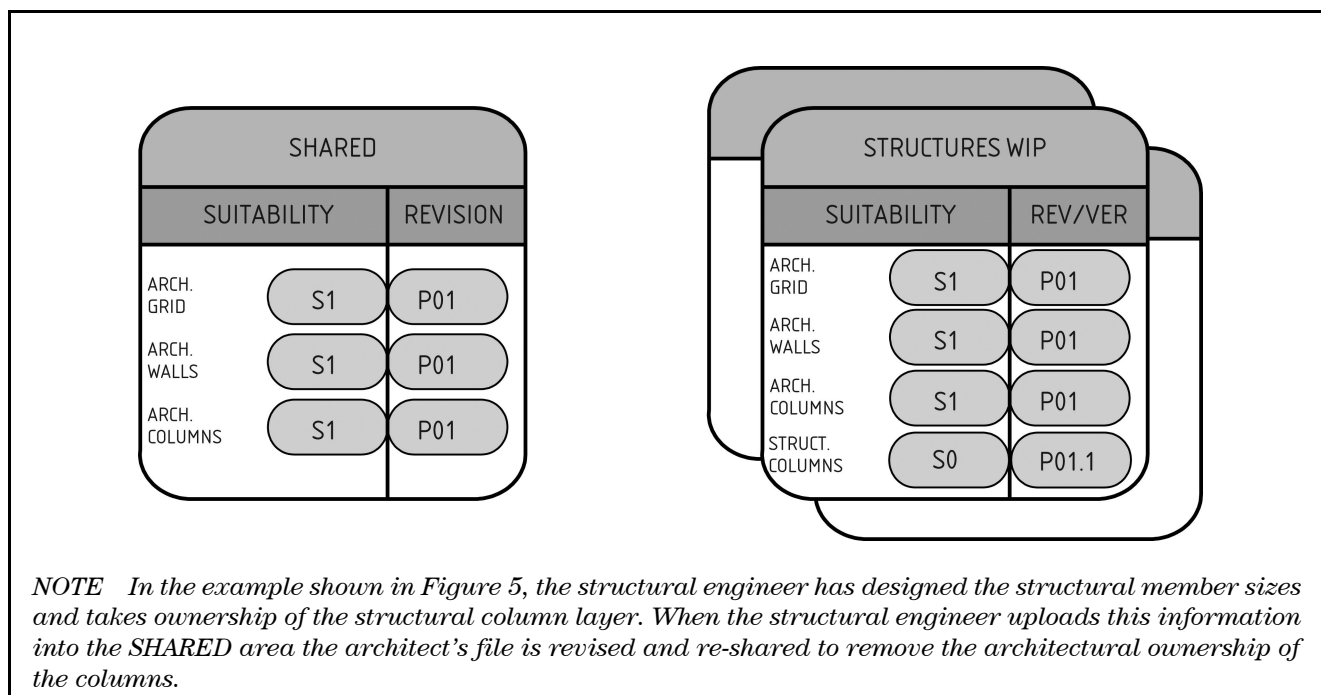 SHARED
SUITABILITY REVISION
ARCH.
GRID S1 P01
ARCH.
WALLS S1 P01
ARCH.
COLUMNS S1 P01
STRUCTURES WIP
SUITABILITY REV/VER
ARCH.
GRID S1 P01
ARCH.
WALLS S1 P01
ARCH.
COLUMNS S1 P01
STRUCT.
COLUMNS S0 P01.1
NOTE In the example shown in Figure 5, the structural engineer has designed the structural member sizes
and takes ownership of the structural column layer. When the structural engineer uploads this information
into the SHARED area the architect's file is revised and re-shared to remove the architectural ownership of
the columns.